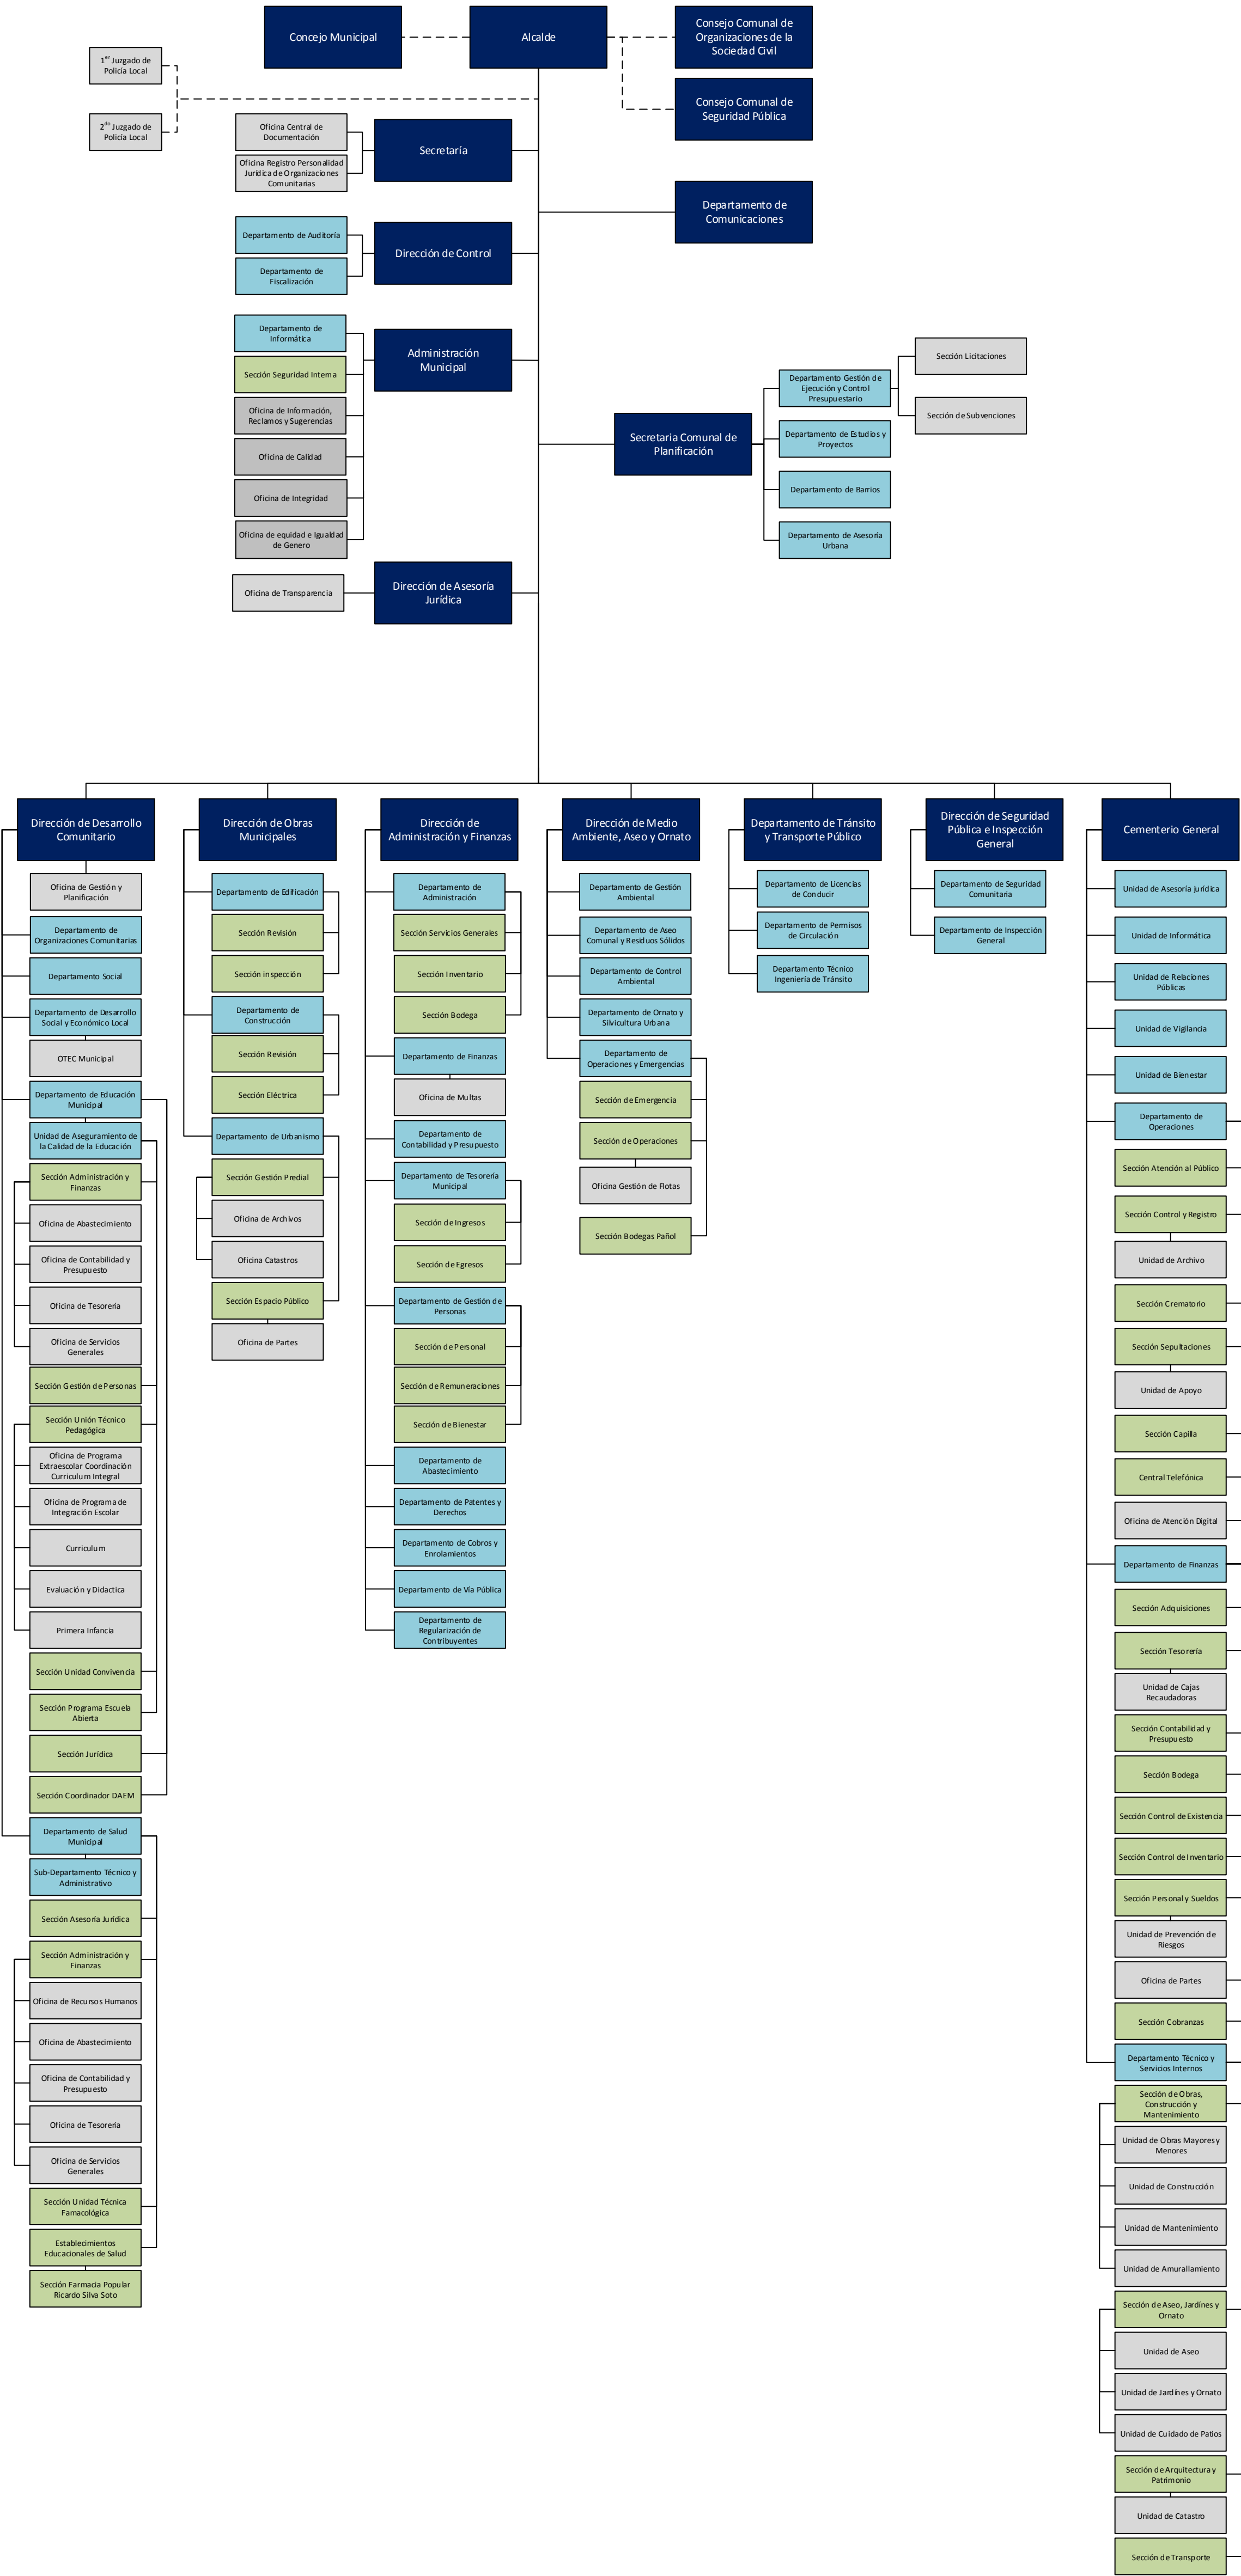 Concejo Municipal
Alcalde
Consejo Comunal de
Organizaciones de la
Sociedad Civil
1er Juzgado de
Policía Local
Consejo Comunal de
Seguridad Pública
2do Juzgado de
Policía Local
Oficina Central de
Documentación
Secretaría
Oficina Registro Personalidad
Jurídica de Organizaciones
Comunitarias
Departamento de
Comunicaciones
Departamento de Auditoría
Dirección de Control
Departamento de
Fiscalización
Departamento de
Informática
Administración
Municipal
Sección Seguridad Interna
Oficina de Información,
Reclamos y Sugerencias
Oficina de Calidad
Oficina de Integridad
Oficina de equidad e Igualdad
de Genero
Sección Licitaciones
Departamento Gestión de
Ejecución y Control
Presupuestario
Sección de Subvenciones
Secretaria Comunal de
Planificación
Departamento de Estudios y
Proyectos
Departamento de Barrios
Departamento de Asesoría
Urbana
Oficina de Transparencia
Dirección de Asesoría
Jurídica
Dirección de Desarrollo
Comunitario
Oficina de Gestión y
Planificación
Departamento de
Organizaciones Comunitarias
Departamento Social
Departamento de Desarrollo
Social y Económico Local
OTEC Municipal
Departamento de Educación
Municipal
Unidad de Aseguramiento de
la Calidad de la Educación
Sección Administración y
Finanzas
Oficina de Abastecimiento
Oficina de Contabilidad y
Presupuesto
Oficina de Tesorería
Oficina de Servicios
Generales
Sección Gestión de Personas
Sección Unión Técnico
Pedagógica
Oficina de Programa
Extraescolar Coordinación
Curriculum Integral
Oficina de Programa de
Integración Escolar
Curriculum
Evaluación y Didactica
Primera Infancia
Sección Unidad Convivencia
Sección Programa Escuela
Abierta
Sección Jurídica
Sección Coordinador DAEM
Departamento de Salud
Municipal
Sub-Departamento Técnico y
Administrativo
Sección Asesoría Jurídica
Sección Administración y
Finanzas
Oficina de Recursos Humanos
Oficina de Abastecimiento
Oficina de Contabilidad y
Presupuesto
Oficina de Tesorería
Oficina de Servicios
Generales
Sección Unidad Técnica
Famacológica
Establecimientos
Educacionales de Salud
Sección Farmacia Popular
Ricardo Silva Soto
Dirección de Obras
Municipales
Departamento de Edificación
Sección Revisión
Sección inspección
Departamento de
Construcción
Sección Revisión
Sección Eléctrica
Departamento de Urbanismo
Sección Gestión Predial
Oficina de Archivos
Oficina Catastros
Sección Espacio Público
Oficina de Partes
Dirección de
Administración y Finanzas
Departamento de
Administración
Sección Servicios Generales
Sección Inventario
Sección Bodega
Departamento de Finanzas
Oficina de Multas
Departamento de
Contabilidad y Presupuesto
Departamento de Tesorería
Municipal
Sección de Ingresos
Sección de Egresos
Departamento de Gestión de
Personas
Sección de Personal
Sección de Remuneraciones
Sección de Bienestar
Departamento de
Abastecimiento
Departamento de Patentes y
Derechos
Departamento de Cobros y
Enrolamientos
Departamento de Vía Pública
Departamento de
Regularización de
Contribuyentes
Dirección de Medio
Ambiente, Aseo y Ornato
Departamento de Gestión
Ambiental
Departamento de Aseo
Comunal y Residuos Sólidos
Departamento de Control
Ambiental
Departamento de Ornato y
Silvicultura Urbana
Departamento de
Operaciones y Emergencias
Sección de Emergencia
Sección de Operaciones
Oficina Gestión de Flotas
Sección Bodegas Pañol
Departamento de Tránsito
y Transporte Público
Departamento de Licencias
de Conducir
Departamento de Permisos
de Circulación
Departamento Técnico
Ingeniería de Tránsito
Dirección de Seguridad
Pública e Inspección
General
Departamento de Seguridad
Comunitaria
Departamento de Inspección
General
Cementerio General
Unidad de Asesoría jurídica
Unidad de Informática
Unidad de Relaciones
Públicas
Unidad de Vigilancia
Unidad de Bienestar
Departamento de
Operaciones
Sección Atención al Público
Sección Control y Registro
Unidad de Archivo
Sección Crematorio
Sección Sepultaciones
Unidad de Apoyo
Sección Capilla
Central Telefónica
Oficina de Atención Digital
Departamento de Finanzas
Sección Adquisiciones
Sección Tesorería
Unidad de Cajas
Recaudadoras
Sección Contabilidad y
Presupuesto
Sección Bodega
Sección Control de Existencia
Sección Control de Inventario
Sección Personal y Sueldos
Unidad de Prevención de
Riesgos
Oficina de Partes
Sección Cobranzas
Departamento Técnico y
Servicios Internos
Sección de Obras,
Construcción y
Mantenimiento
Unidad de Obras Mayores y
Menores
Unidad de Construcción
Unidad de Mantenimiento
Unidad de Amurallamiento
Sección de Aseo, Jardínes y
Ornato
Unidad de Aseo
Unidad de Jardínes y Ornato
Unidad de Cuidado de Patios
Sección de Arquitectura y
Patrimonio
Unidad de Catastro
Sección de Transporte